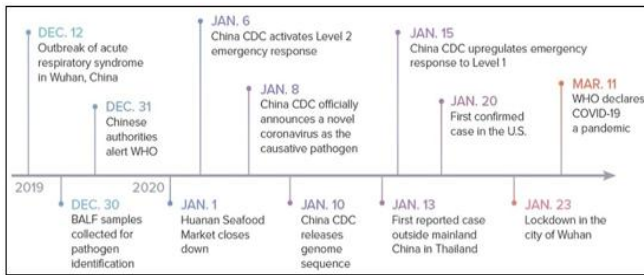 DEC. 12
Outbreak of acute
respiratory syndrome
in Wuhan, China
DEC. 31
Chinese
authorities
alert WHO
JAN. 6
China CDC activates Level 2
emergency response
JAN. 8
China CDC officially
announces a novel
coronavirus as the
causative pathogen
JAN. 15
China CDC upregulates emergency
response to Level 1
JAN. 20
First confirmed
case in the U.S.
MAR. 11
WHO declares
COVID-19
a pandemic
2019
2020
DEC. 30
BALF samples
collected for
pathogen
identification
JAN. 1
Huanan Seafood
Market closes
down
JAN. 10
China CDC
releases
genome
sequence
JAN. 13
First reported case
outside mainland
China in Thailand
JAN. 23
Lockdown in the
city of Wuhan